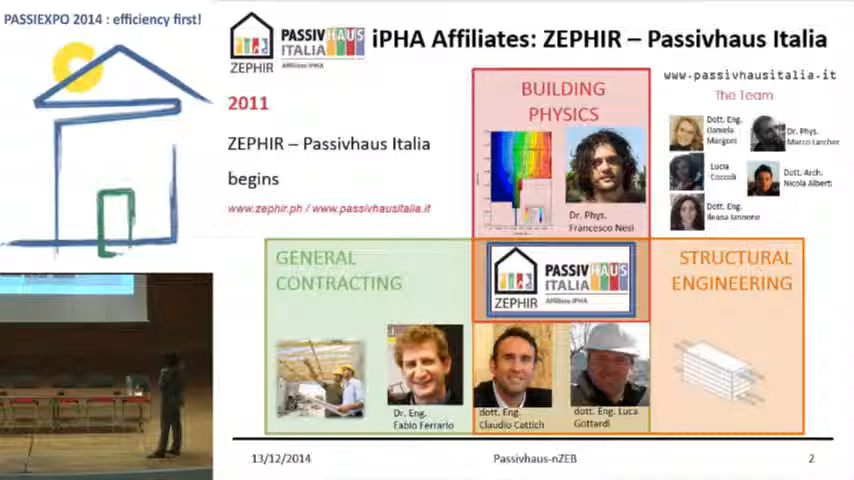 PASSIEXPO 2014 : efficiency first!
ZEPHIR
PASSIVHAUS
ITALIA
Affiliato iPHA
iPHA Affiliates: ZEPHIR – Passivhaus Italia
www.passivhausitalia.it
The Team
2011
ZEPHIR – Passivhaus Italia
begins
www.zephir.ph / www.passivhausitalia.it
BUILDING
PHYSICS
Dr. Phys.
Francesco Nesi
Dott. Eng.
Daniela
Margoni
Dr. Phys.
Marco Larcher
Lucia
Coccoli
Dott. Arch.
Nicola Alberti
Dott. Eng.
Ileana Iannone
GENERAL
CONTRACTING
ZEPHIR
PASSIVHAUS
ITALIA
Affiliato iPHA
STRUCTURAL
ENGINEERING
Dr. Eng.
Fabio Ferrario
dott. Eng.
Claudio Cattich
dott. Eng. Luca
Gottardi
13/12/2014
Passivhaus-nZEB
2